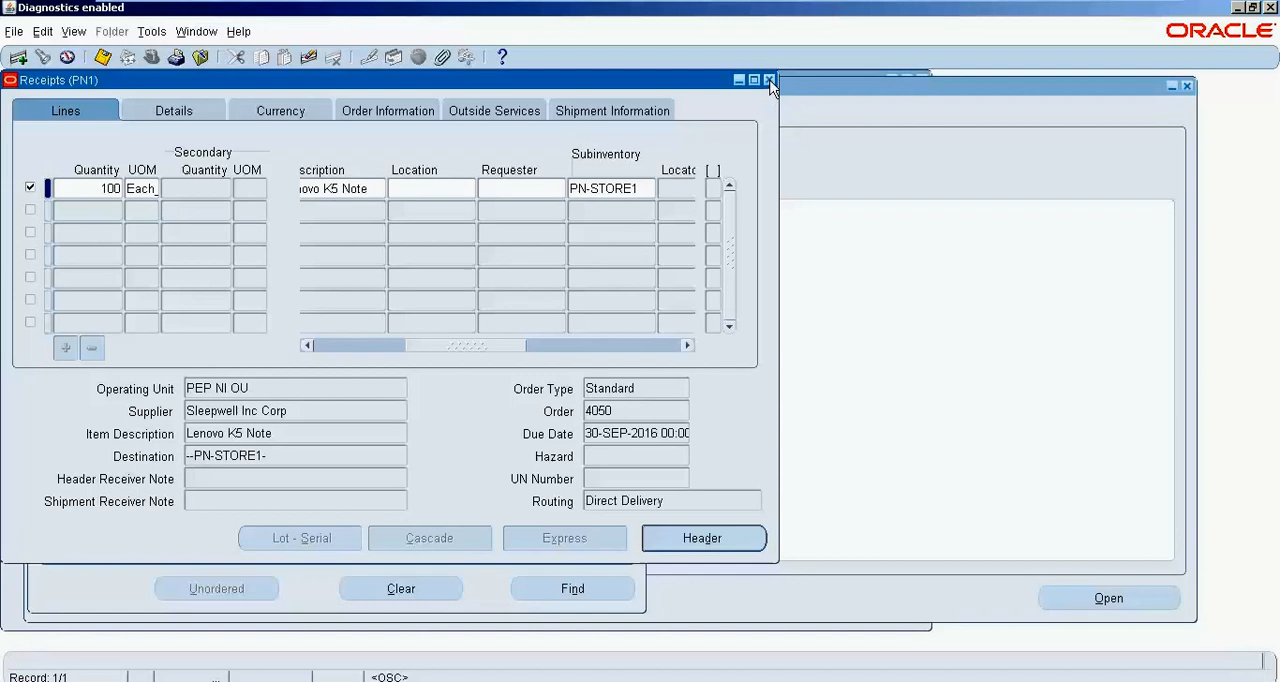 Diagnostics enabled
File Edit View Folder Tools Window Help
ORACLE
Receipts (PN1)
Lines Details Currency Order Information Outside Services Shipment Information
Secondary
Subinventory
Quantity UOM Quantity UOM scription Location Requester Locatc [ ]
100 Each_ novo K5 Note PN-STORE1
Operating Unit PEP NI OU Order Type Standard
Supplier Sleepwell Inc Corp Order 4050
Item Description Lenovo K5 Note Due Date 30-SEP-2016 00:00
Destination --PN-STORE1- Hazard
Header Receiver Note UN Number
Shipment Receiver Note Routing Direct Delivery
Lot - Serial Cascade Express Header
Unordered Clear Find
Open
Record: 1/1 ... <OSC>